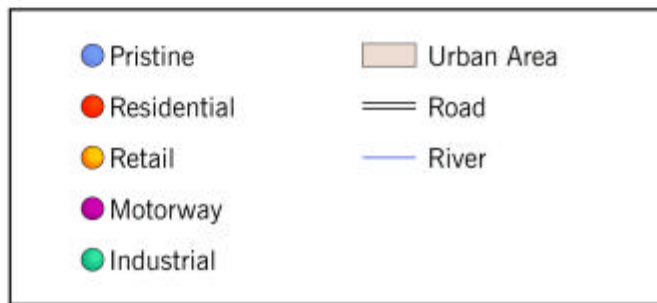 Pristine
Residential
Retail
Motorway
Industrial
Urban Area
Road
River